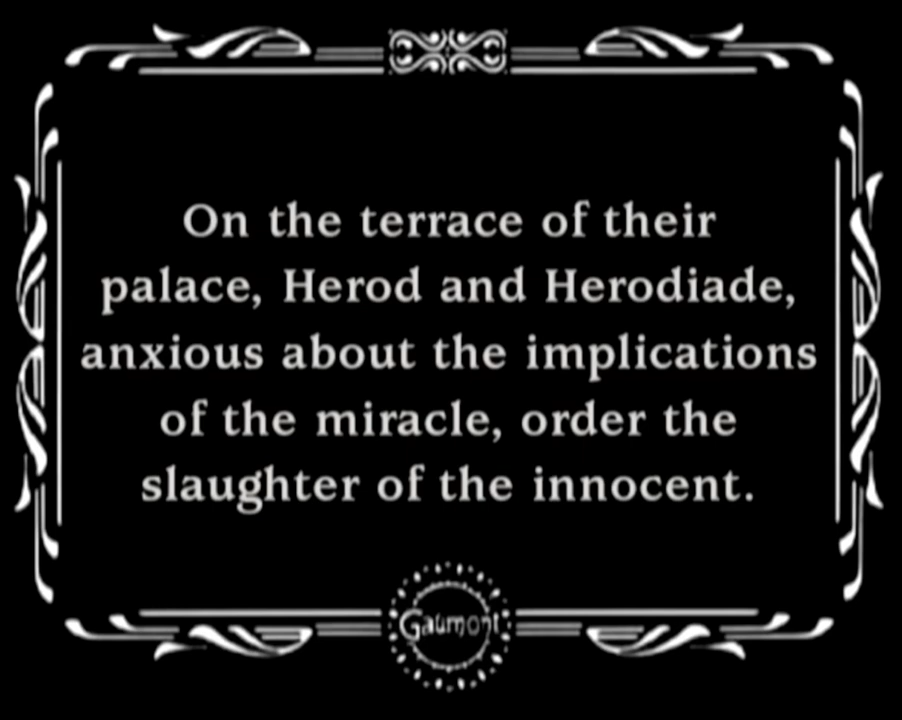 On the terrace of their
palace, Herod and Herodiade,
anxious about the implications
of the miracle, order the
slaughter of the innocent.
Gaumont